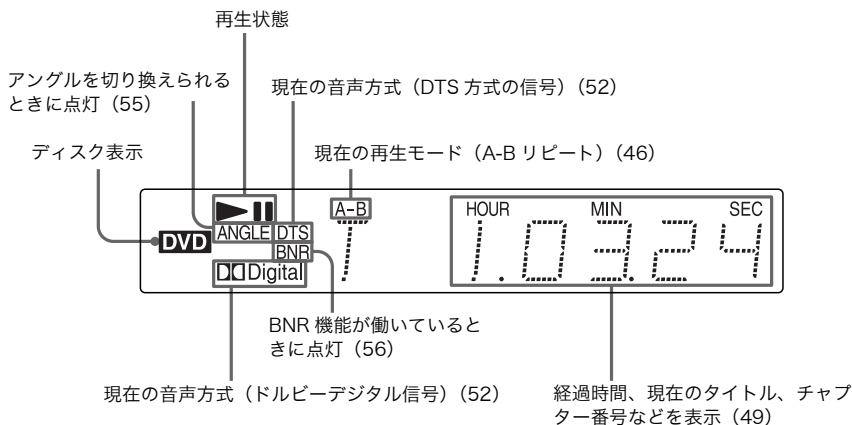 再生状態
アングルを切り換えられる
ときに点灯（55）
現在の音声方式（DTS 方式の信号）（52）
ディスク表示
現在の再生モード（A-B リピート）（46）
A-B
HOUR MIN SEC
DVD
ANGLE DTS
BNR
T
1.03.24
Digital
BNR 機能が働いていると
きに点灯（56）
現在の音声方式（ドルビーデジタル信号）（52）
経過時間、現在のタイトル、チャプ
ター番号などを表示（49）